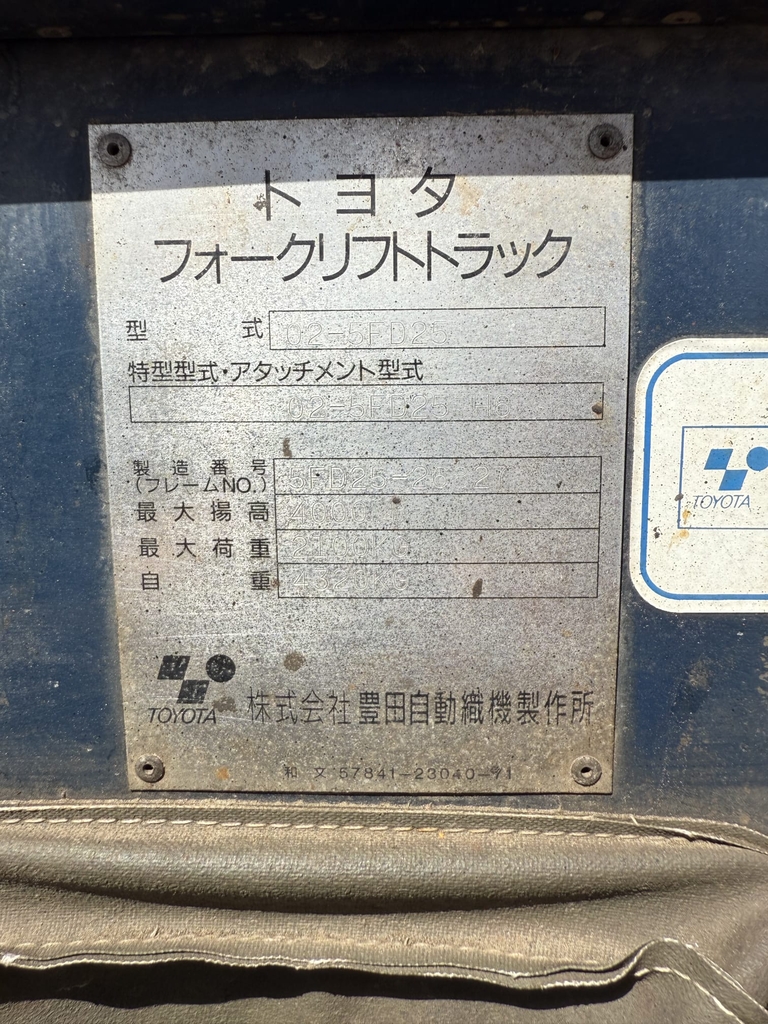 トヨタ
フォークリフトトラック
型式 02-5FD25
特型型式・アタッチメント型式
02-5FD25
製造番号
(フレームNO.)
最大揚高
最大荷重
自重
TOYOTA 株式会社 豊田自動織機製作所
和文 57841-23040-71
TOYOTA